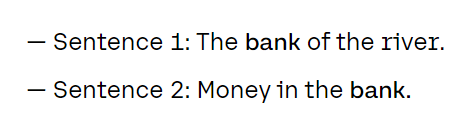 — Sentence 1: The bank of the river.
— Sentence 2: Money in the bank.